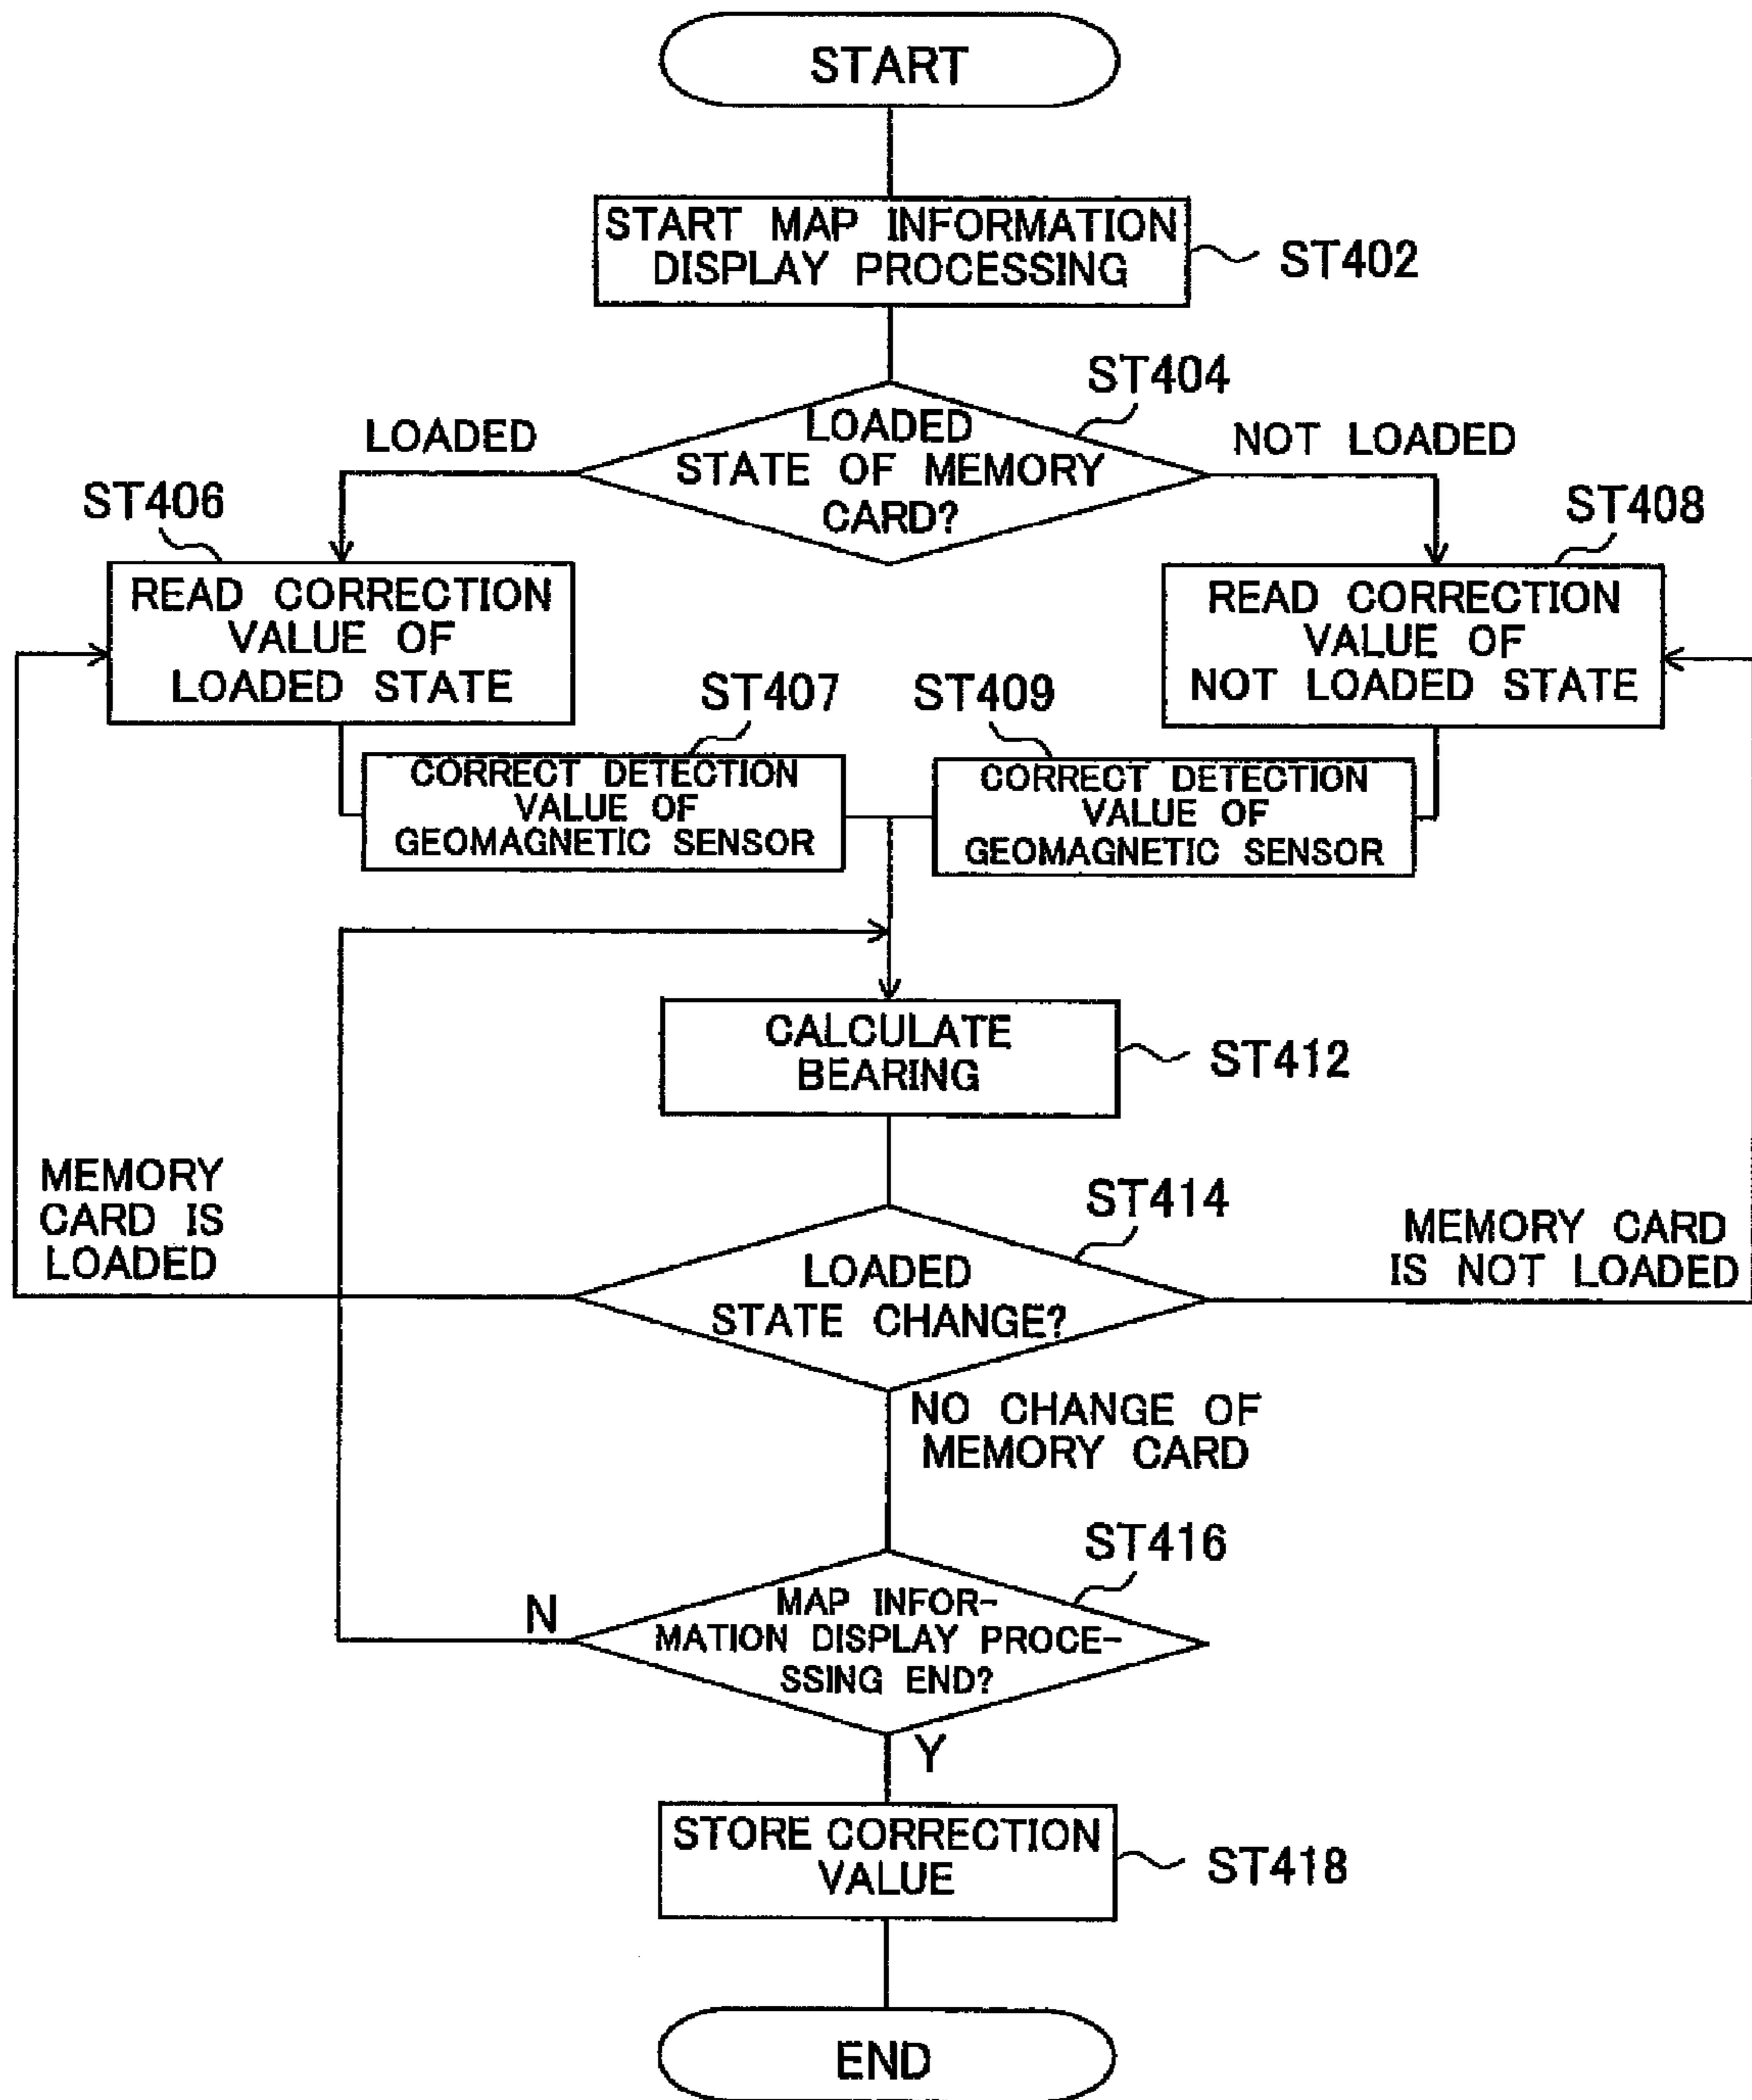 START
START MAP INFORMATION
DISPLAY PROCESSING
ST402
ST404
LOADED
STATE OF MEMORY
CARD?
LOADED
NOT LOADED
ST406
READ CORRECTION
VALUE OF
LOADED STATE
ST408
READ CORRECTION
VALUE OF
NOT LOADED STATE
ST407
CORRECT DETECTION
VALUE OF
GEOMAGNETIC SENSOR
ST409
CORRECT DETECTION
VALUE OF
GEOMAGNETIC SENSOR
CALCULATE
BEARING
ST412
MEMORY
CARD IS
LOADED
ST414
LOADED
STATE CHANGE?
MEMORY CARD
IS NOT LOADED
NO CHANGE OF
MEMORY CARD
ST416
MAP INFOR-
MATION DISPLAY PROCE-
SSING END?
N
Y
STORE CORRECTION
VALUE
ST418
END